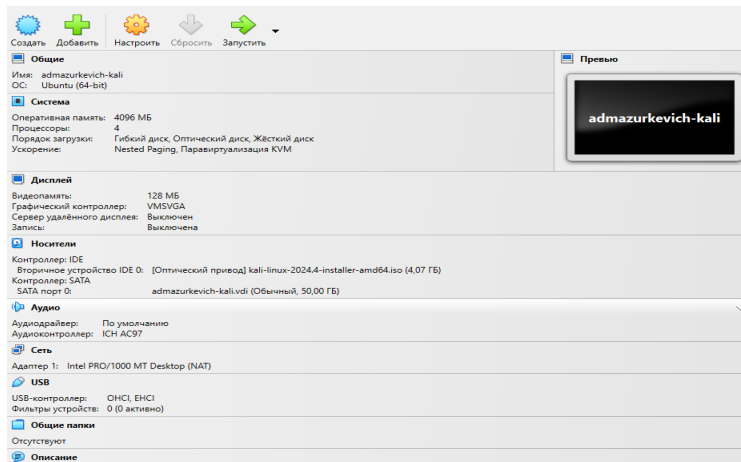 Создать Добавить Настроить Сбросить Запустить
Общие
Имя: admazurkevich-kali
ОС: Ubuntu (64-bit)
Превью
admazurkevich-kali
Система
Оперативная память: 4096 МБ
Процессоры: 4
Порядок загрузки: Гибкий диск, Оптический диск, Жёсткий диск
Ускорение: Nested Paging, Паравиртуализация KVM
Дисплей
Видеопамять: 128 МБ
Графический контроллер: VMSVGA
Сервер удалённого дисплея: Выключен
Запись: Выключена
Носители
Контроллер: IDE
Вторичное устройство IDE 0: [Оптический привод] kali-linux-2024.4-installer-amd64.iso (4,07 ГБ)
Контроллер: SATA
SATA порт 0: admazurkevich-kali.vdi (Обычный, 50,00 ГБ)
Аудио
Аудиодрайвер: По умолчанию
Аудиоконтроллер: ICH AC97
Сеть
Адаптер 1: Intel PRO/1000 MT Desktop (NAT)
USB
USB-контроллер: OHCI, EHCI
Фильтры устройств: 0 (0 активно)
Общие папки
Отсутствуют
Описание